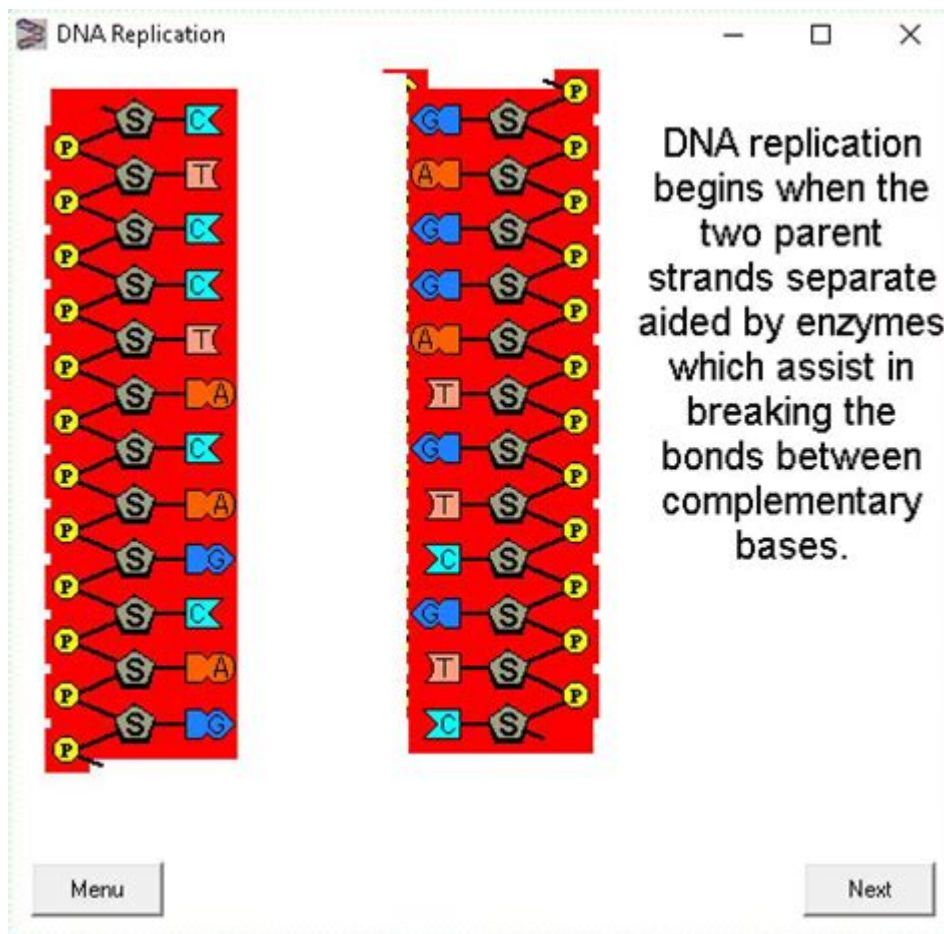 DNA Replication
S C
P
S T
P
S C
P
S C
P
S T
P
S A
P
S C
P
S A
P
S G
P
S C
P
S A
P
S G
P
P
G S
P
A S
P
G S
P
G S
P
A S
P
T S
P
G S
P
T S
P
C S
P
G S
P
T S
P
C S
DNA replication
begins when the
two parent
strands separate
aided by enzymes
which assist in
breaking the
bonds between
complementary
bases.
Menu
Next